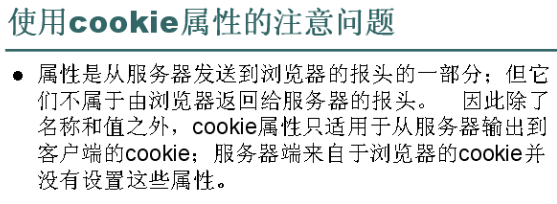 使用cookie属性的注意问题
● 属性是从服务器发送到浏览器的报头的一部分；但它
们不属于由浏览器返回给服务器的报头。 因此除了
名称和值之外，cookie属性只适用于从服务器输出到
客户端的cookie；服务器端来自于浏览器的cookie并
没有设置这些属性。